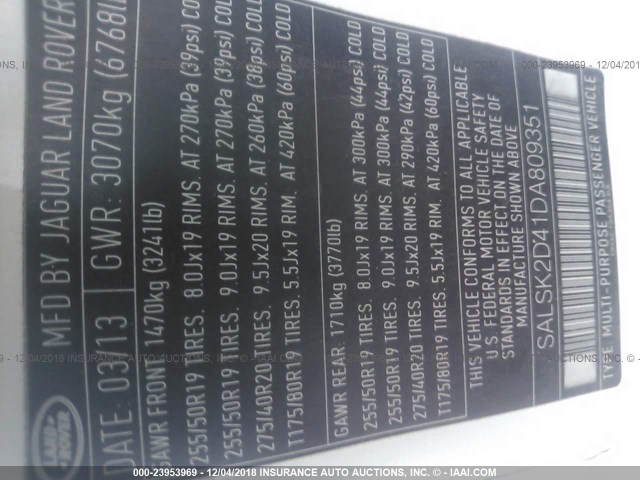 MFD BY JAGUAR LAND ROVER
DATE: 03 13 GWR: 3070kg (6768lb
GAWR FRONT 1470kg (3241lb)
255/50R19 TIRES. 8.0Jx19 RIMS. AT 270kPa (39psi) COLD
255/50R19 TIRES. 9.0Jx19 RIMS. AT 270kPa (39psi) COLD
275/40R20 TIRES. 9.5Jx20 RIMS. AT 260kPa (38psi) COLD
T175/80R19 TIRES. 5.5Jx19 RIM. AT 420kPa (60psi) COLD
GAWR REAR: 1710kg (3770lb)
255/50R19 TIRES. 8.0Jx19 RIMS. AT 300kPa (44psi) COLD
255/50R19 TIRES. 9.0Jx19 RIMS. AT 300kPa (44psi) COLD
275/40R20 TIRES. 9.5Jx20 RIMS. AT 290kPa (42psi) COLD
T175/80R19 TIRES. 5.5Jx19 RIM. AT 420kPa (60psi) COLD
THIS VEHICLE CONFORMS TO ALL APPLICABLE
U.S. FEDERAL MOTOR VEHICLE SAFETY
STANDARDS IN EFFECT ON THE DATE OF
MANUFACTURE SHOWN ABOVE
SALSK2D41DA809351
TYPE MULTI-PURPOSE PASSENGER VEHICLE
LAND ROVER
000-23953969 - 12/04/2018 INSURANCE AUTO AUCTIONS, INC. - © - IAAI.COM